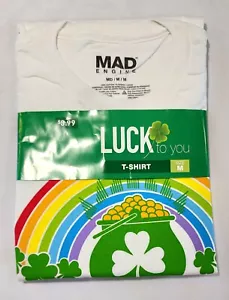 MAD
ENGINE
MD / M / M
$9.99
LUCK
to you
T-SHIRT
M